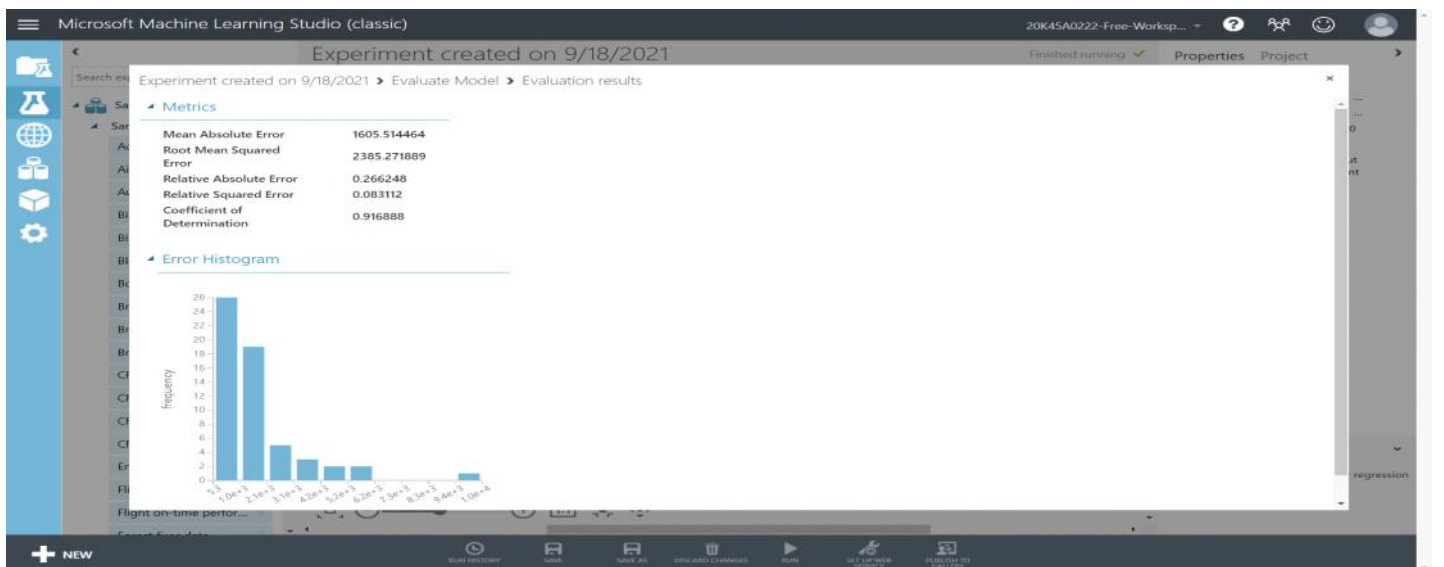 Microsoft Machine Learning Studio (classic)
20K45A0222-Free-Worksp...
?
Experiment created on 9/18/2021
Finished running
Properties Project
Search
Experiment created on 9/18/2021 > Evaluate Model > Evaluation results
Metrics
Mean Absolute Error 1605.514464
Root Mean Squared
Error
2385.271889
Relative Absolute Error 0.266248
Relative Squared Error 0.083112
Coefficient of
Determination
0.916888
Error Histogram
26
24
22
20
18
16
14
12
10
8
6
4
2
0
frequency
5.3
1.0e+3
2.1e+3
3.1e+3
4.2e+3
5.2e+3
6.2e+3
7.3e+3
8.3e+3
9.4e+3
1.0e+4
regression
Flight on-time perfor...
NEW
RUN HISTORY
SAVE
SAVE AS
DISCARD CHANGES
RUN
SET UP WEB
SERVICE
PUBLISH TO
GALLERY